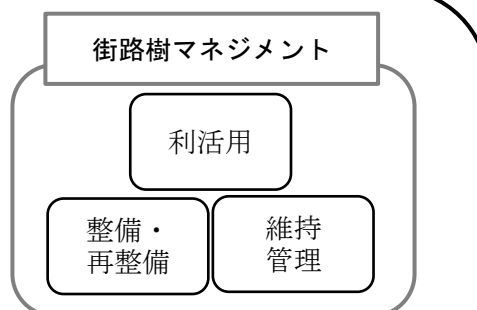 街路樹マネジメント
利活用
整備・
再整備
維持
管理